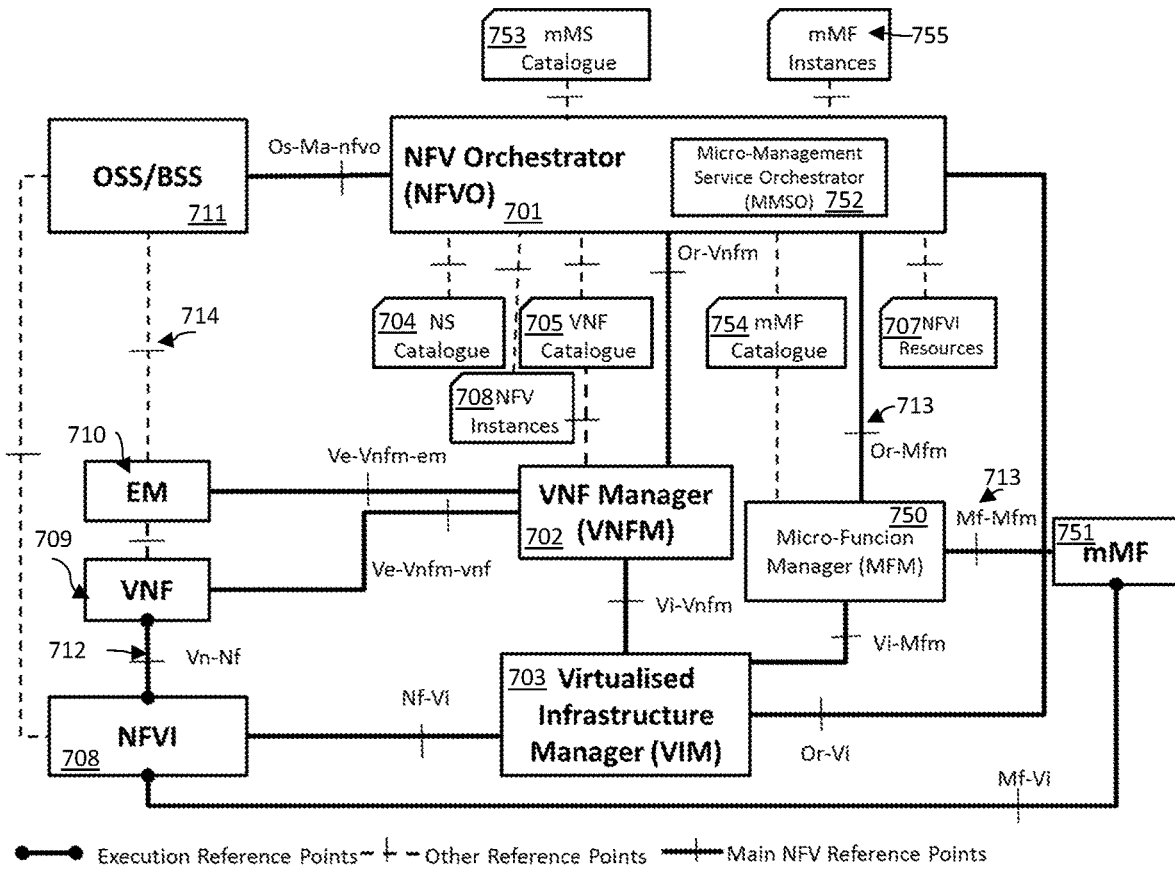 753 mMS
Catalogue
mMF
Instances
755
OSS/BSS
711
Os-Ma-nfvo
NFV Orchestrator
(NFVO)
701
Micro-Management
Service Orchestrator
(MMSO) 752
Or-Vnfm
714
704 NS
Catalogue
705 VNF
Catalogue
754 mMF
Catalogue
707 NFVI
Resources
708 NFV
Instances
713
Or-Mfm
710
EM
Ve-Vnfm-em
VNF Manager
(VNFM)
702
750
Micro-Funcion
Manager (MFM)
713
Mf-Mfm
751
mMF
709
VNF
Ve-Vnfm-vnf
Vi-Vnfm
Vi-Mfm
712
Vn-Nf
703 Virtualised
Infrastructure
Manager (VIM)
NFVI
708
Nf-Vi
Or-Vi
Mf-Vi
Execution Reference Points
Other Reference Points
Main NFV Reference Points